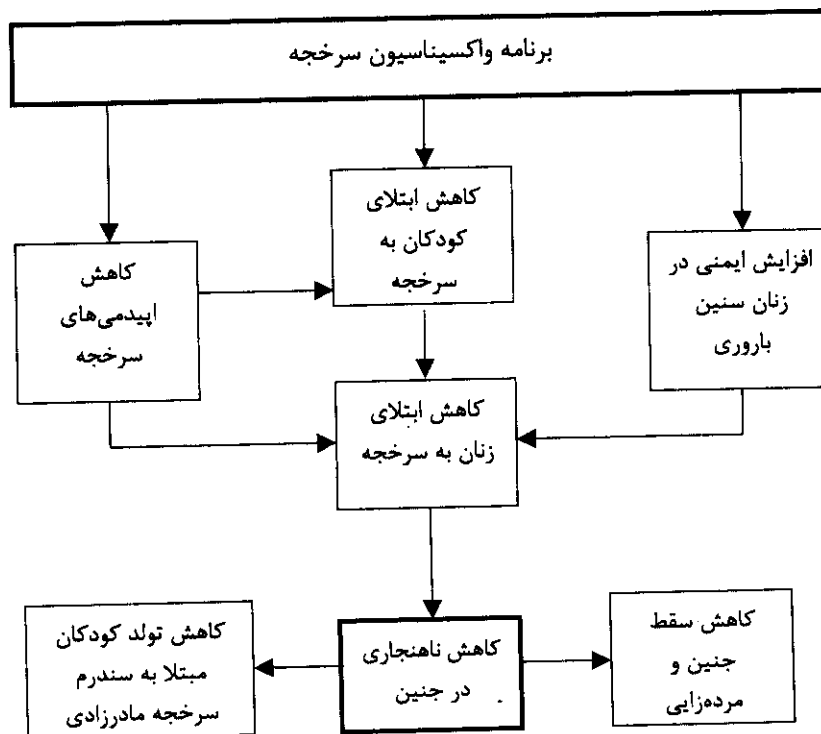 برنامه واکسیناسیون سرخجه
کاهش ابتلای
کودکان به
سرخجه
افزایش ایمنی در
زنان سنین
باروری
کاهش
اپیدمی‌های
سرخجه
کاهش ابتلای
زنان به سرخجه
کاهش سقط
جنین و
مرده‌زایی
کاهش ناهنجاری
در جنین
کاهش تولد کودکان
مبتلا به سندرم
سرخجه مادرزادی